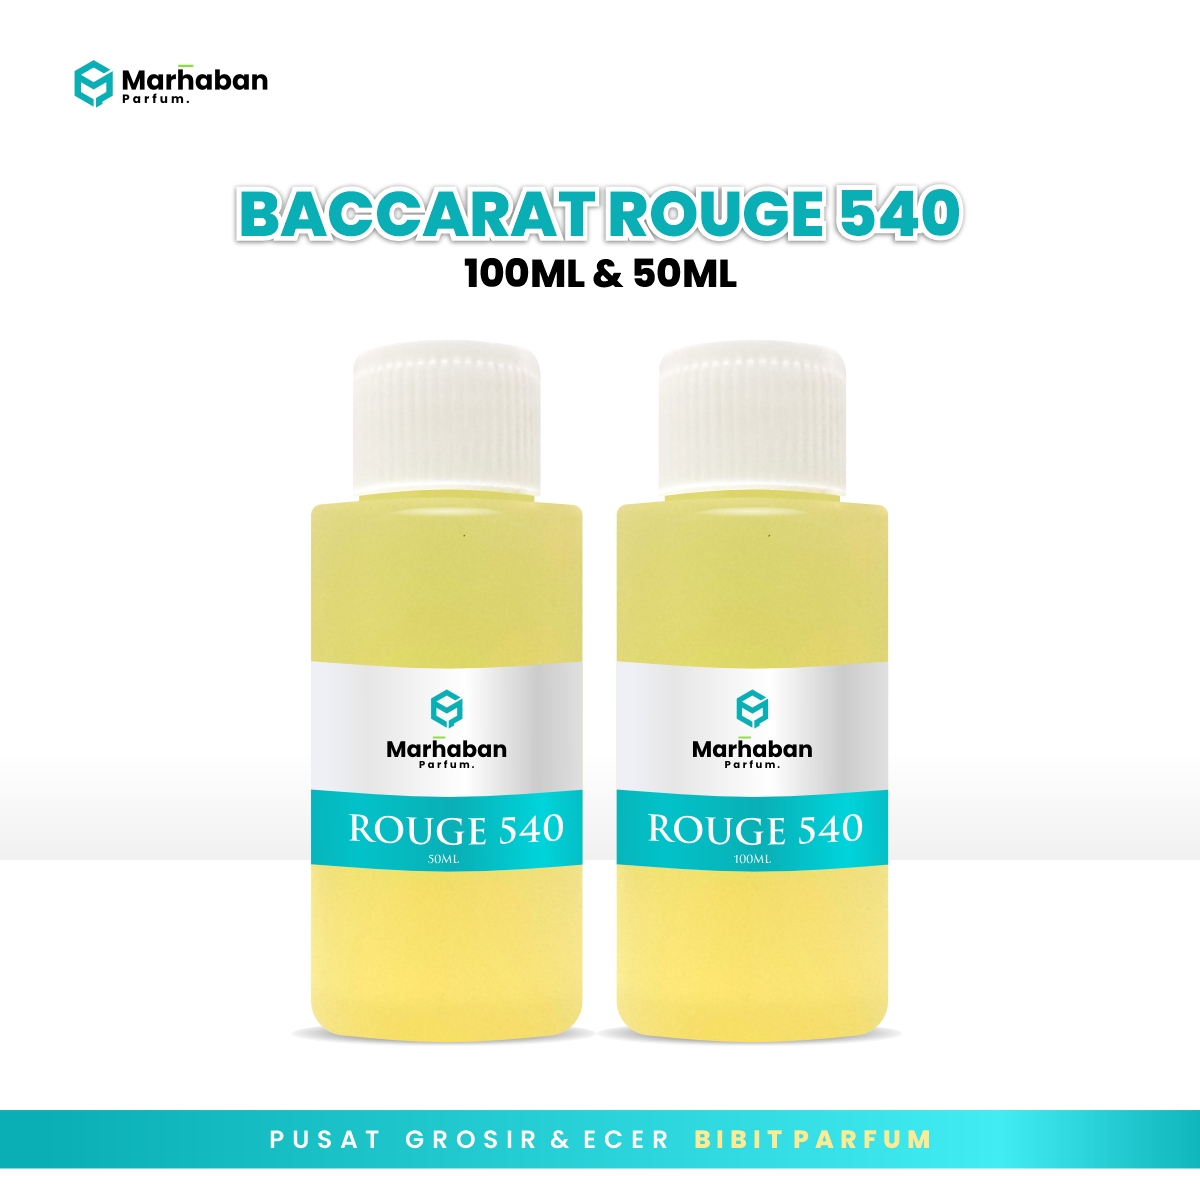 Marhaban
Parfum.
BACCARAT ROUGE 540
100ML & 50ML
Marhaban
Parfum.
ROUGE 540
50ML
Marhaban
Parfum.
ROUGE 540
100ML
PUSAT GROSIR & ECER BIBIT PARFUM